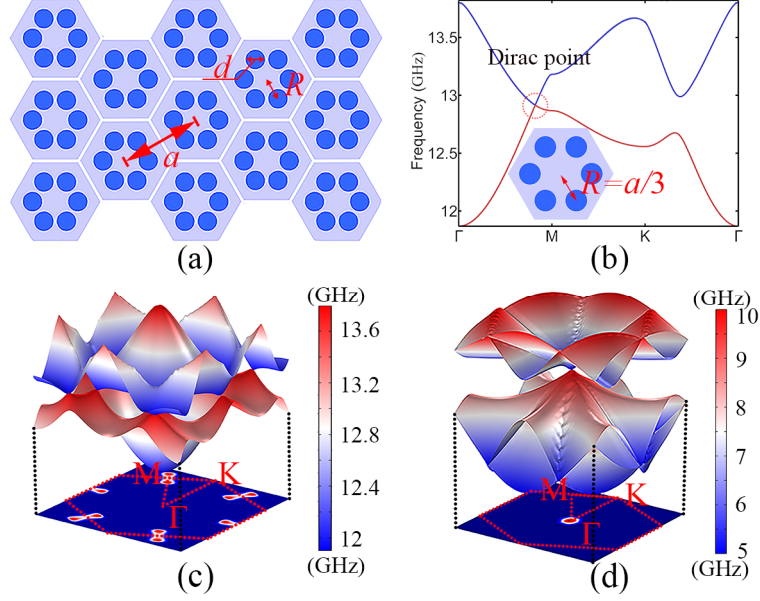 d
R
a
(a)
Frequency (GHz)
13.5
13
12.5
12
Dirac point
R=a/3
Γ
M
K
Γ
(b)
(GHz)
13.6
13.2
12.8
12.4
12
(GHz)
M
K
Γ
(c)
(GHz)
10
9
8
7
6
5
(GHz)
M
K
Γ
(d)